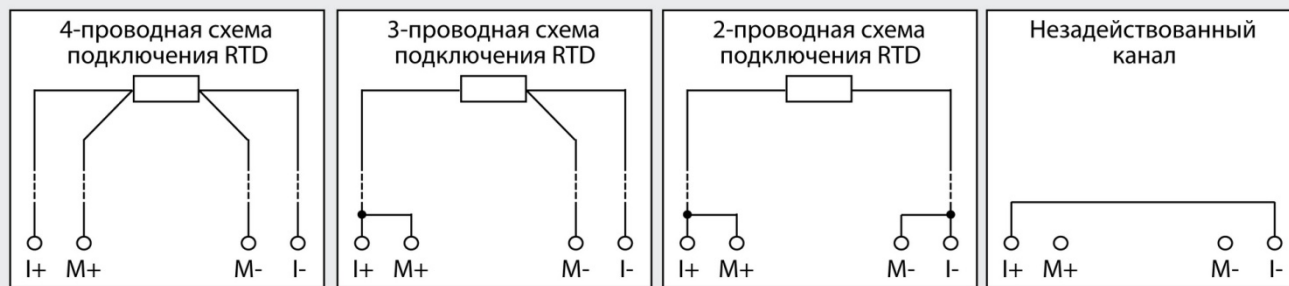 4-проводная схема
подключения RTD
I+ M+ M- I-
3-проводная схема
подключения RTD
I+ M+ M- I-
2-проводная схема
подключения RTD
I+ M+ M- I-
Незадействованный
канал
I+ M+ M- I-